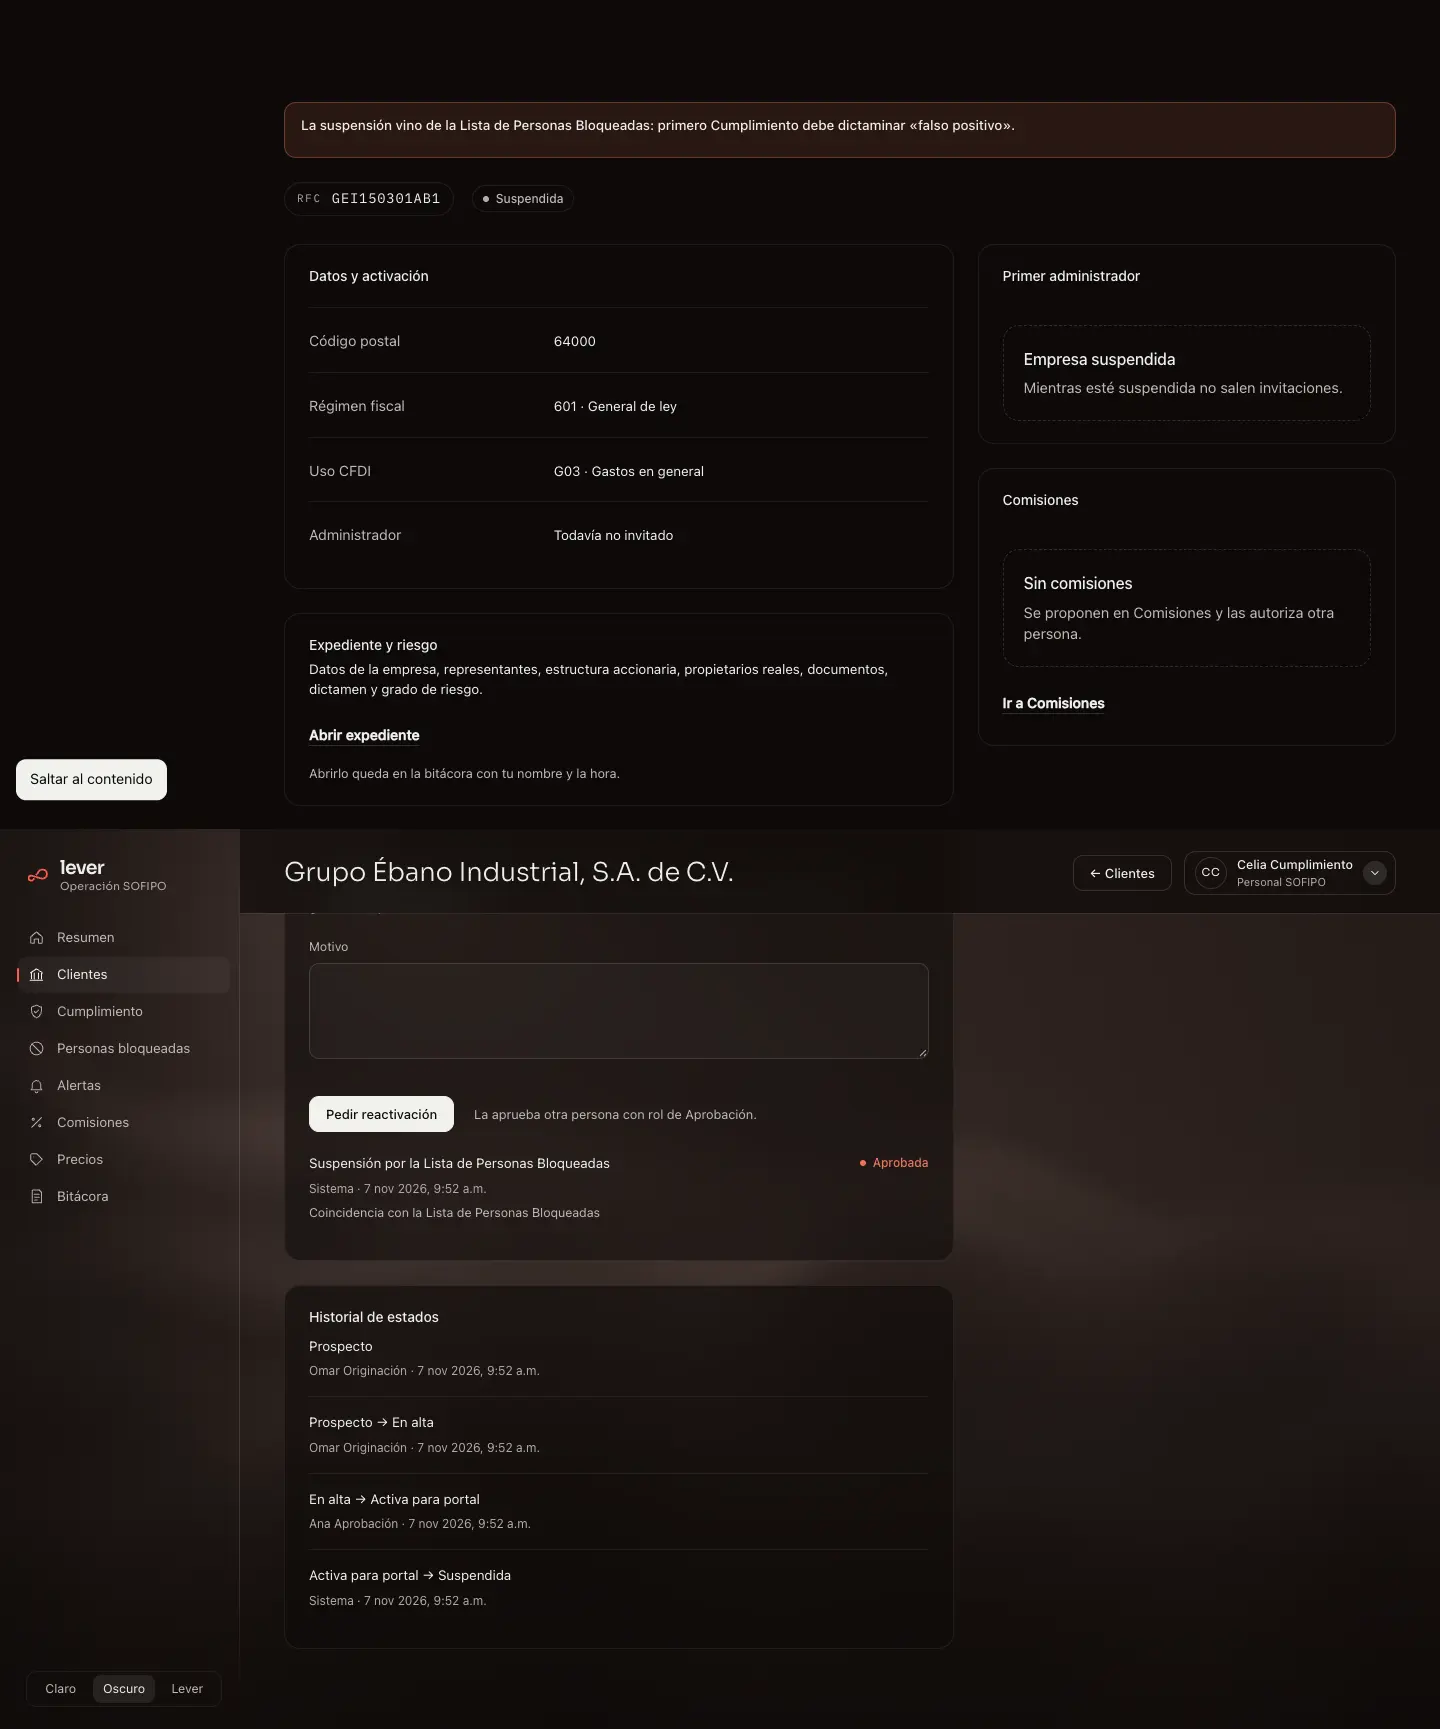 La suspensión vino de la Lista de Personas Bloqueadas: primero Cumplimiento debe dictaminar «falso positivo».
RFC GEI150301AB1
Suspendida
Datos y activación
Código postal 64000
Régimen fiscal 601 · General de ley
Uso CFDI G03 · Gastos en general
Administrador Todavía no invitado
Primer administrador
Empresa suspendida
Mientras esté suspendida no salen invitaciones.
Comisiones
Sin comisiones
Se proponen en Comisiones y las autoriza otra
persona.
Ir a Comisiones
Expediente y riesgo
Datos de la empresa, representantes, estructura accionaria, propietarios reales, documentos,
dictamen y grado de riesgo.
Abrir expediente
Abrirlo queda en la bitácora con tu nombre y la hora.
Saltar al contenido
lever
Operación SOFIPO
Resumen
Clientes
Cumplimiento
Personas bloqueadas
Alertas
Comisiones
Precios
Bitácora
Claro Oscuro Lever
Grupo Ébano Industrial, S.A. de C.V.
← Clientes
CC
Celia Cumplimiento
Personal SOFIPO
Motivo
Pedir reactivación
La aprueba otra persona con rol de Aprobación.
Suspensión por la Lista de Personas Bloqueadas
Aprobada
Sistema · 7 nov 2026, 9:52 a.m.
Coincidencia con la Lista de Personas Bloqueadas
Historial de estados
Prospecto
Omar Originación · 7 nov 2026, 9:52 a.m.
Prospecto → En alta
Omar Originación · 7 nov 2026, 9:52 a.m.
En alta → Activa para portal
Ana Aprobación · 7 nov 2026, 9:52 a.m.
Activa para portal → Suspendida
Sistema · 7 nov 2026, 9:52 a.m.